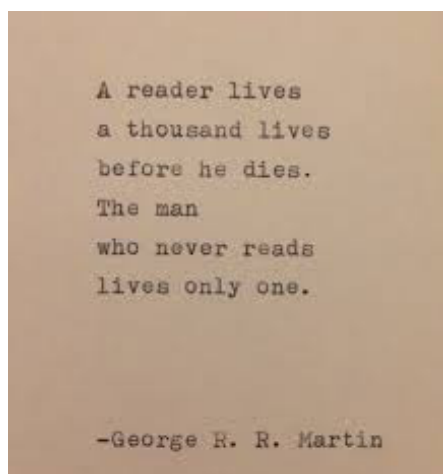 A reader lives
a thousand lives
before he dies.
The man
who never reads
lives only one.
-George R. R. Martin